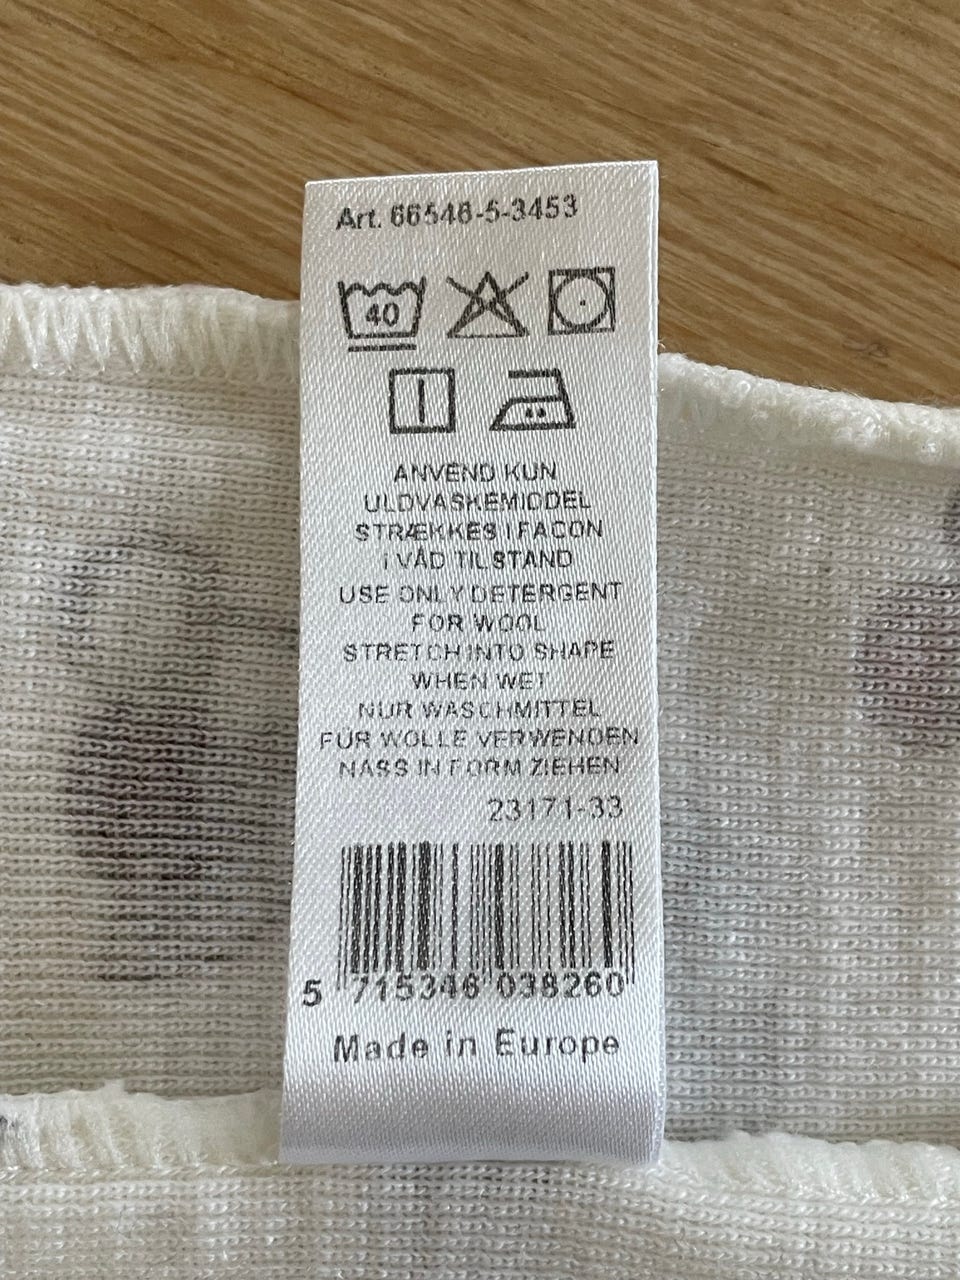 Art. 66546-5-3453
40
ANVEND KUN
ULDVASKEMIDDEL
STRÆKKES I FACON
I VÅD TILSTAND
USE ONLY DETERGENT
FOR WOOL
STRETCH INTO SHAPE
WHEN WET
NUR WASCHMITTEL
FÜR WOLLE VERWENDEN
NASS IN FORM ZIEHEN
23171-33
5 715346 038260
Made in Europe